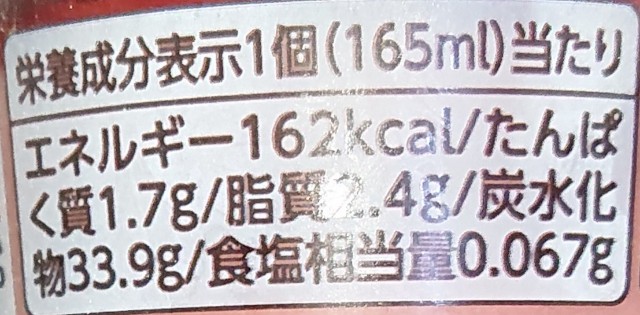 栄養成分表示1個(165ml)当たり
エネルギー162kcal/たんぱ
く質1.7g/脂質2.4g/炭水化
物33.9g/食塩相当量0.067g